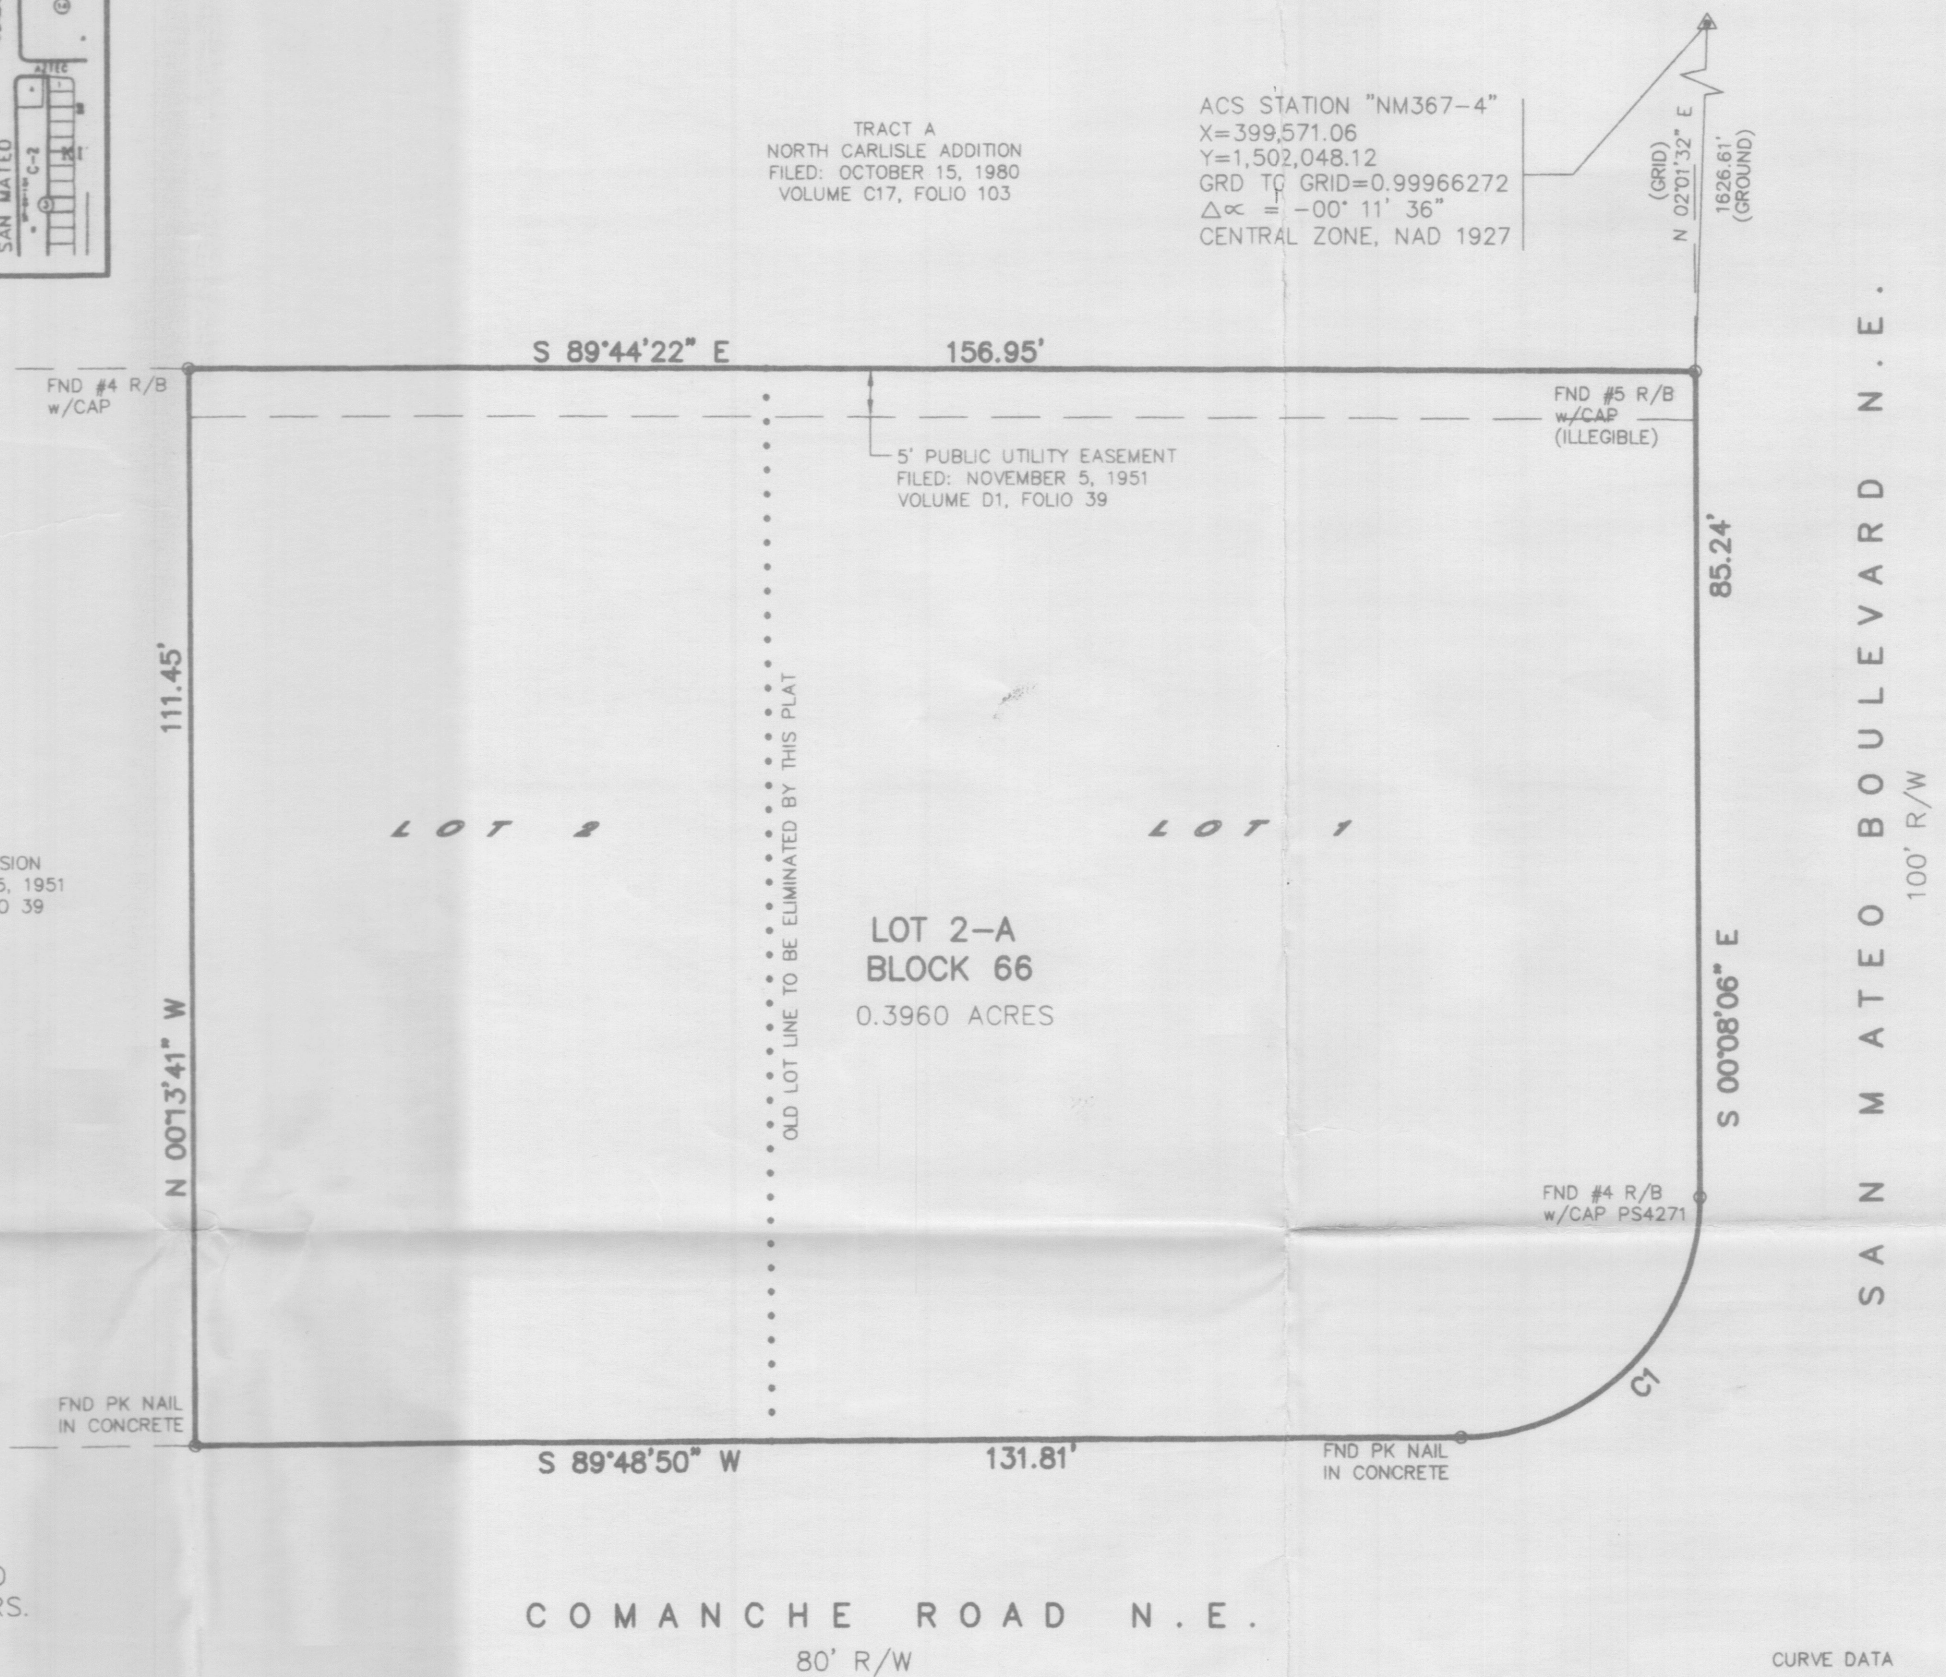 AZTEC
SAN MATEO
C-2
TRACT A
NORTH CARLISLE ADDITION
FILED: OCTOBER 15, 1980
VOLUME C17, FOLIO 103
ACS STATION "NM367-4"
X=399,571.06
Y=1,502,048.12
GRD TO GRID=0.99966272
△∝ = -00° 11' 36"
CENTRAL ZONE, NAD 1927
(GRID)
N 02°01'32" E
1626.61'
(GROUND)
S 89°44'22" E 156.95'
FND #4 R/B
w/CAP
FND #5 R/B
w/CAP
(ILLEGIBLE)
5' PUBLIC UTILITY EASEMENT
FILED: NOVEMBER 5, 1951
VOLUME D1, FOLIO 39
85.24'
S 00°08'06" E
111.45'
N 00°13'41" W
OLD LOT LINE TO BE ELIMINATED BY THIS PLAT
LOT 2
LOT 1
SION
5, 1951
O 39
LOT 2-A
BLOCK 66
0.3960 ACRES
SAN MATEO BOULEVARD N.E.
100' R/W
FND #4 R/B
w/CAP PS4271
C1
FND PK NAIL
IN CONCRETE
S 89°48'50" W 131.81'
FND PK NAIL
IN CONCRETE
RS.
COMANCHE ROAD N.E.
80' R/W
CURVE DATA